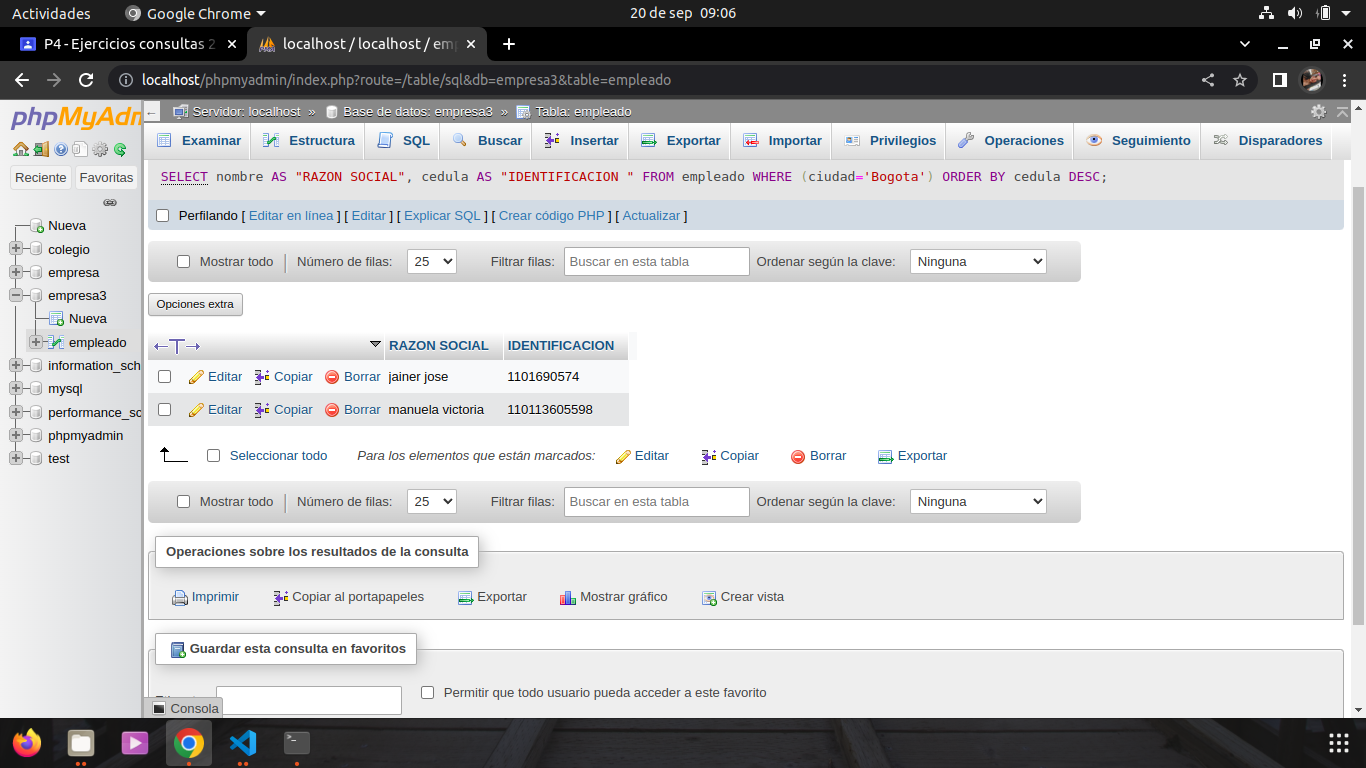 Actividades Google Chrome 20 de sep 09:06
P4 - Ejercicios consultas 2 localhost / localhost / emp
localhost/phpmyadmin/index.php?route=/table/sql&db=empresa3&table=empleado
phpMyAdm
Reciente Favoritas
Nueva
colegio
empresa
empresa3
Nueva
empleado
information_sch
mysql
performance_sc
phpmyadmin
test
Servidor: localhost » Base de datos: empresa3 » Tabla: empleado
Examinar Estructura SQL Buscar Insertar Exportar Importar Privilegios Operaciones Seguimiento Disparadores
SELECT nombre AS "RAZON SOCIAL", cedula AS "IDENTIFICACION " FROM empleado WHERE (ciudad='Bogota') ORDER BY cedula DESC;
Perfilando [ Editar en línea ] [ Editar ] [ Explicar SQL ] [ Crear código PHP ] [ Actualizar ]
Mostrar todo Número de filas: 25 Filtrar filas: Buscar en esta tabla Ordenar según la clave: Ninguna
Opciones extra
RAZON SOCIAL IDENTIFICACION
Editar Copiar Borrar jainer jose 1101690574
Editar Copiar Borrar manuela victoria 110113605598
Seleccionar todo Para los elementos que están marcados: Editar Copiar Borrar Exportar
Mostrar todo Número de filas: 25 Filtrar filas: Buscar en esta tabla Ordenar según la clave: Ninguna
Operaciones sobre los resultados de la consulta
Imprimir Copiar al portapapeles Exportar Mostrar gráfico Crear vista
Guardar esta consulta en favoritos
Permitir que todo usuario pueda acceder a este favorito
Consola